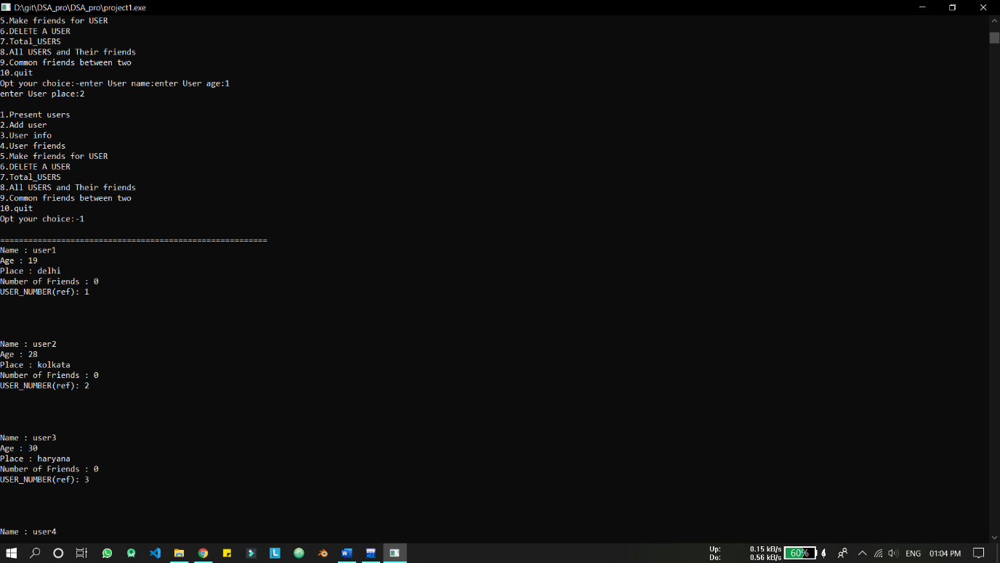 D:\git\DSA_pro\DSA_pro\project1.exe
5.Make friends for USER
6.DELETE A USER
7.Total_USERS
8.All USERS and Their friends
9.Common friends between two
10.quit
Opt your choice:-enter User name:enter User age:1
enter User place:2
1.Present users
2.Add user
3.User info
4.User friends
5.Make friends for USER
6.DELETE A USER
7.Total_USERS
8.All USERS and Their friends
9.Common friends between two
10.quit
Opt your choice:-1
=========================================================
Name : user1
Age : 19
Place : delhi
Number of Friends : 0
USER_NUMBER(ref): 1
Name : user2
Age : 28
Place : kolkata
Number of Friends : 0
USER_NUMBER(ref): 2
Name : user3
Age : 30
Place : haryana
Number of Friends : 0
USER_NUMBER(ref): 3
Name : user4
Up: 0.15 kB/s
Do: 0.56 kB/s
60%
ENG
01:04 PM